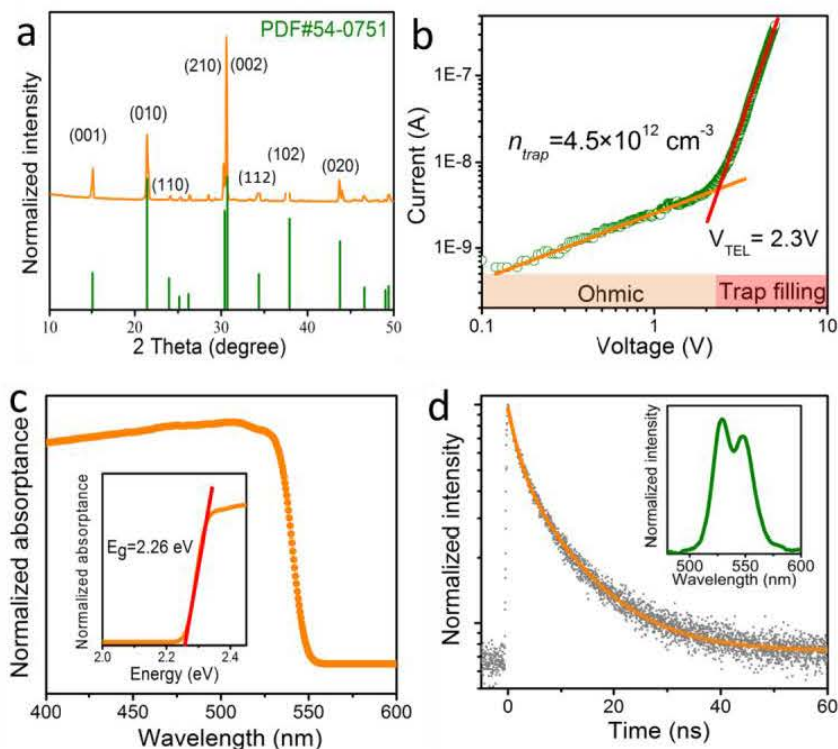 a
PDF#54-0751
(001)
(010)
(110)
(210) (002)
(112)
(102)
(020)
Normalized intensity
10 20 30 40 50
2 Theta (degree)
b
1E-7
1E-8
1E-9
Current (A)
n_trap=4.5×10¹² cm⁻³
V_TEL = 2.3V
Ohmic
Trap filling
0.1 1 10
Voltage (V)
c
Normalized absorptance
Normalized absorptance
E_g=2.26 eV
2.0 2.2 2.4
Energy (eV)
400 450 500 550 600
Wavelength (nm)
d
Normalized intensity
Normalized intensity
500 550 600
Wavelength (nm)
0 20 40 60
Time (ns)